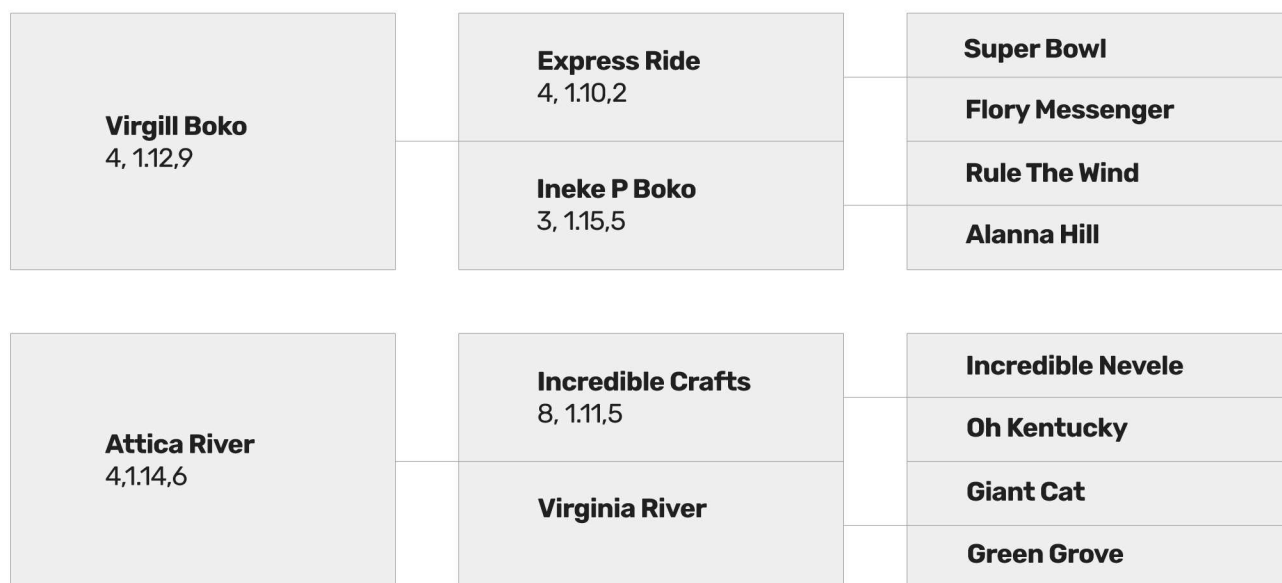 Virgill Boko
4, 1.12,9
Express Ride
4, 1.10,2
Ineke P Boko
3, 1.15,5
Super Bowl
Flory Messenger
Rule The Wind
Alanna Hill
Attica River
4,1.14,6
Incredible Crafts
8, 1.11,5
Virginia River
Incredible Nevele
Oh Kentucky
Giant Cat
Green Grove